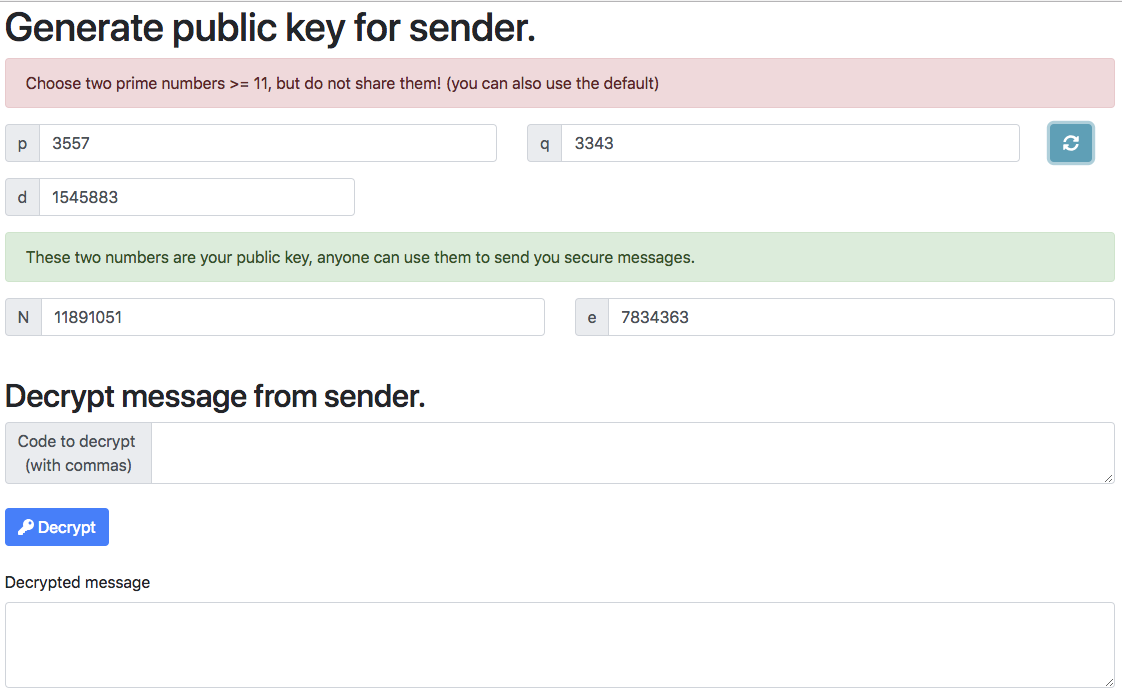 Generate public key for sender.
Choose two prime numbers >= 11, but do not share them! (you can also use the default)
p 3557 q 3343
d 1545883
These two numbers are your public key, anyone can use them to send you secure messages.
N 11891051 e 7834363
Decrypt message from sender.
Code to decrypt
(with commas)
Decrypt
Decrypted message